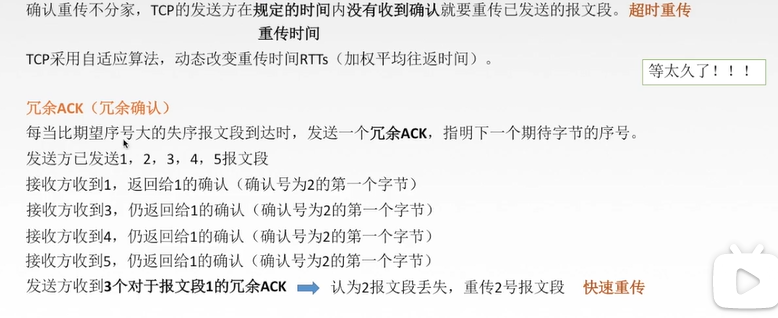 确认重传不分家，TCP的发送方在规定的时间内没有收到确认就要重传已发送的报文段。 超时重传
重传时间
TCP采用自适应算法，动态改变重传时间RTTs（加权平均往返时间）。
等太久了！！！
冗余ACK（冗余确认）
每当比期望序号大的失序报文段到达时，发送一个冗余ACK，指明下一个期待字节的序号。
发送方已发送1，2，3，4，5报文段
接收方收到1，返回给1的确认（确认号为2的第一个字节）
接收方收到3，仍返回给1的确认（确认号为2的第一个字节）
接收方收到4，仍返回给1的确认（确认号为2的第一个字节）
接收方收到5，仍返回给1的确认（确认号为2的第一个字节）
发送方收到3个对于报文段1的冗余ACK 认为2报文段丢失，重传2号报文段 快速重传